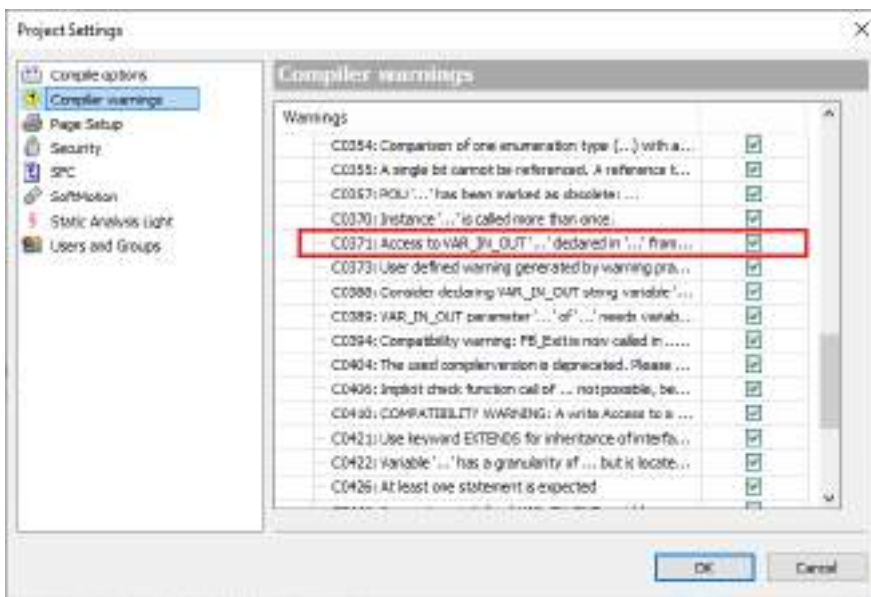 Project Settings
Compile options
Compiler warnings
Page Setup
Security
SFC
SoftMotion
Static Analysis Light
Users and Groups
Compiler warnings
Warnings
C0354: Comparison of one enumeration type (...) with a...
C0355: A single bit cannot be referenced. A reference t...
C0357: POU '...' has been marked as obsolete: ...
C0370: Instance '...' is called more than once.
C0371: Access to VAR_IN_OUT '...' declared in '...' from...
C0373: User defined warning generated by warning pra...
C0388: Consider declaring VAR_IN_OUT string variable '...
C0389: VAR_IN_OUT parameter '...' of '...' needs variab...
C0394: Compatibility warning: FB_Exit is now called in .....
C0404: The used compiler version is deprecated. Please ...
C0406: Implicit check function call of ... not possible, be...
C0410: COMPATIBILITY WARNING: A write Access to a ...
C0421: Use keyword EXTENDS for inheritance of interfa...
C0422: Variable '...' has a granularity of ... but is locate...
C0426: At least one statement is expected
OK
Cancel